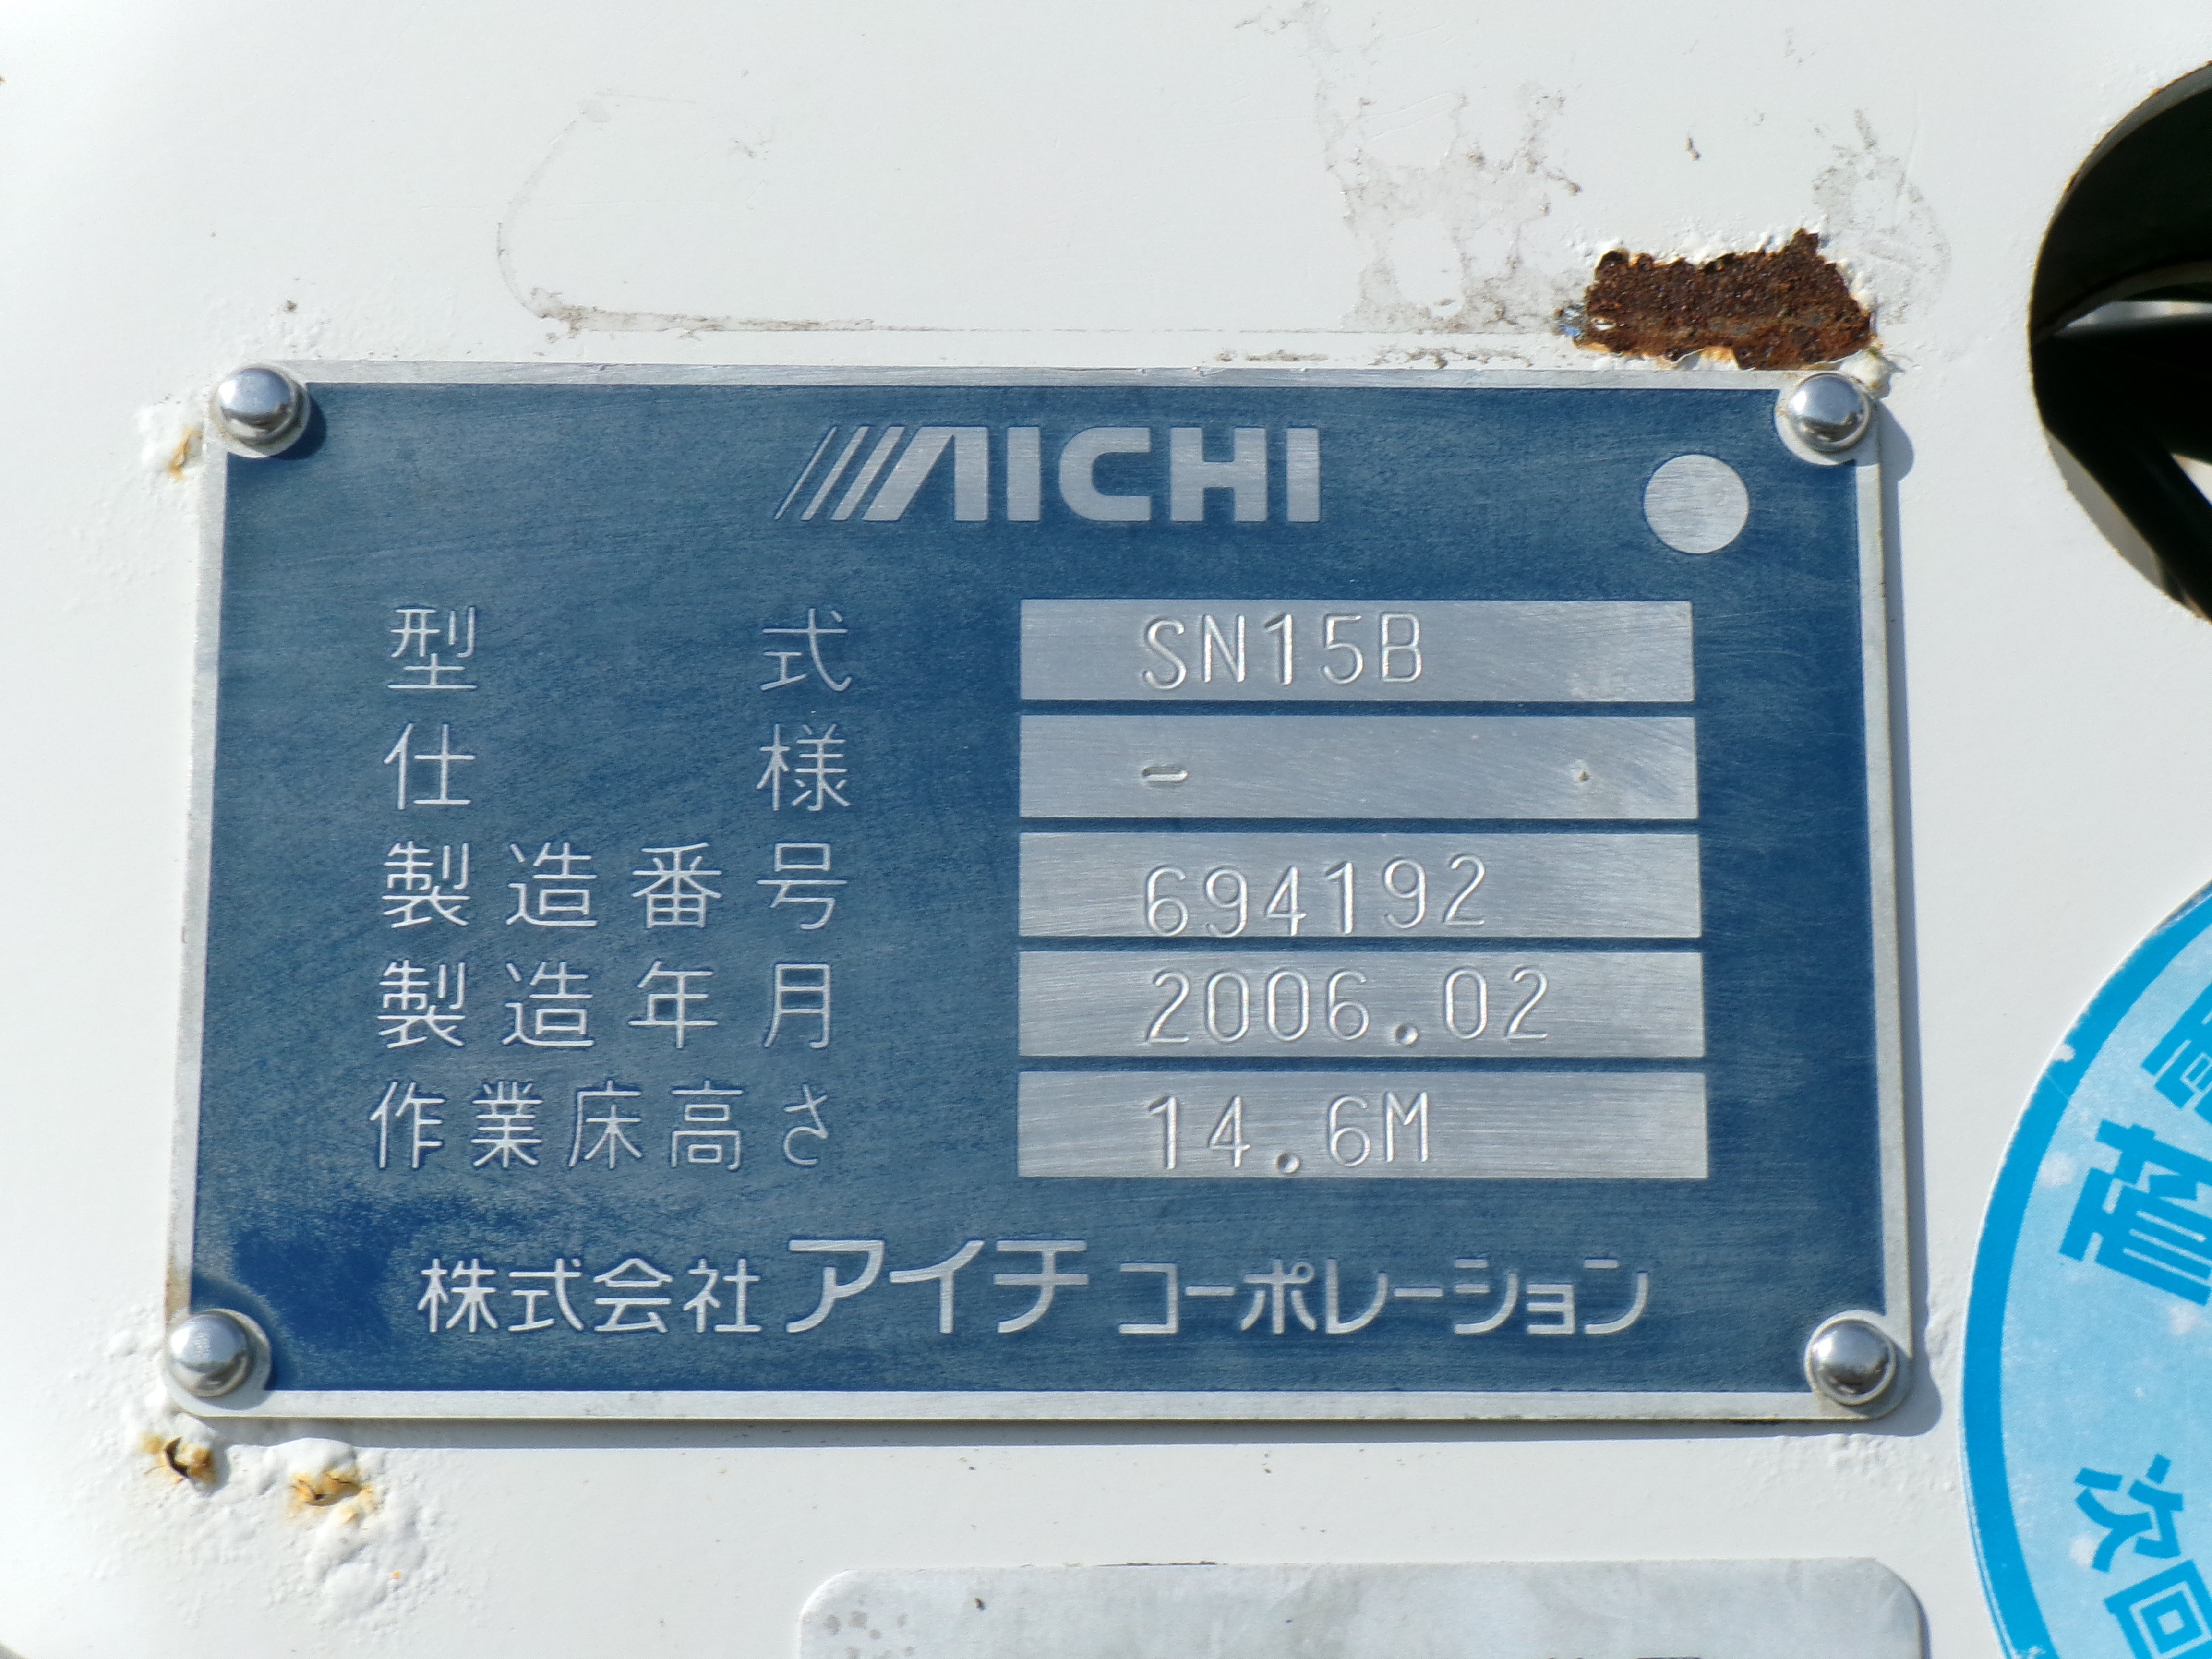 AICHI
型式 SN15B
仕様 -
製造番号 694192
製造年月 2006.02
作業床高さ 14.6M
株式会社アイチコーポレーション
次回